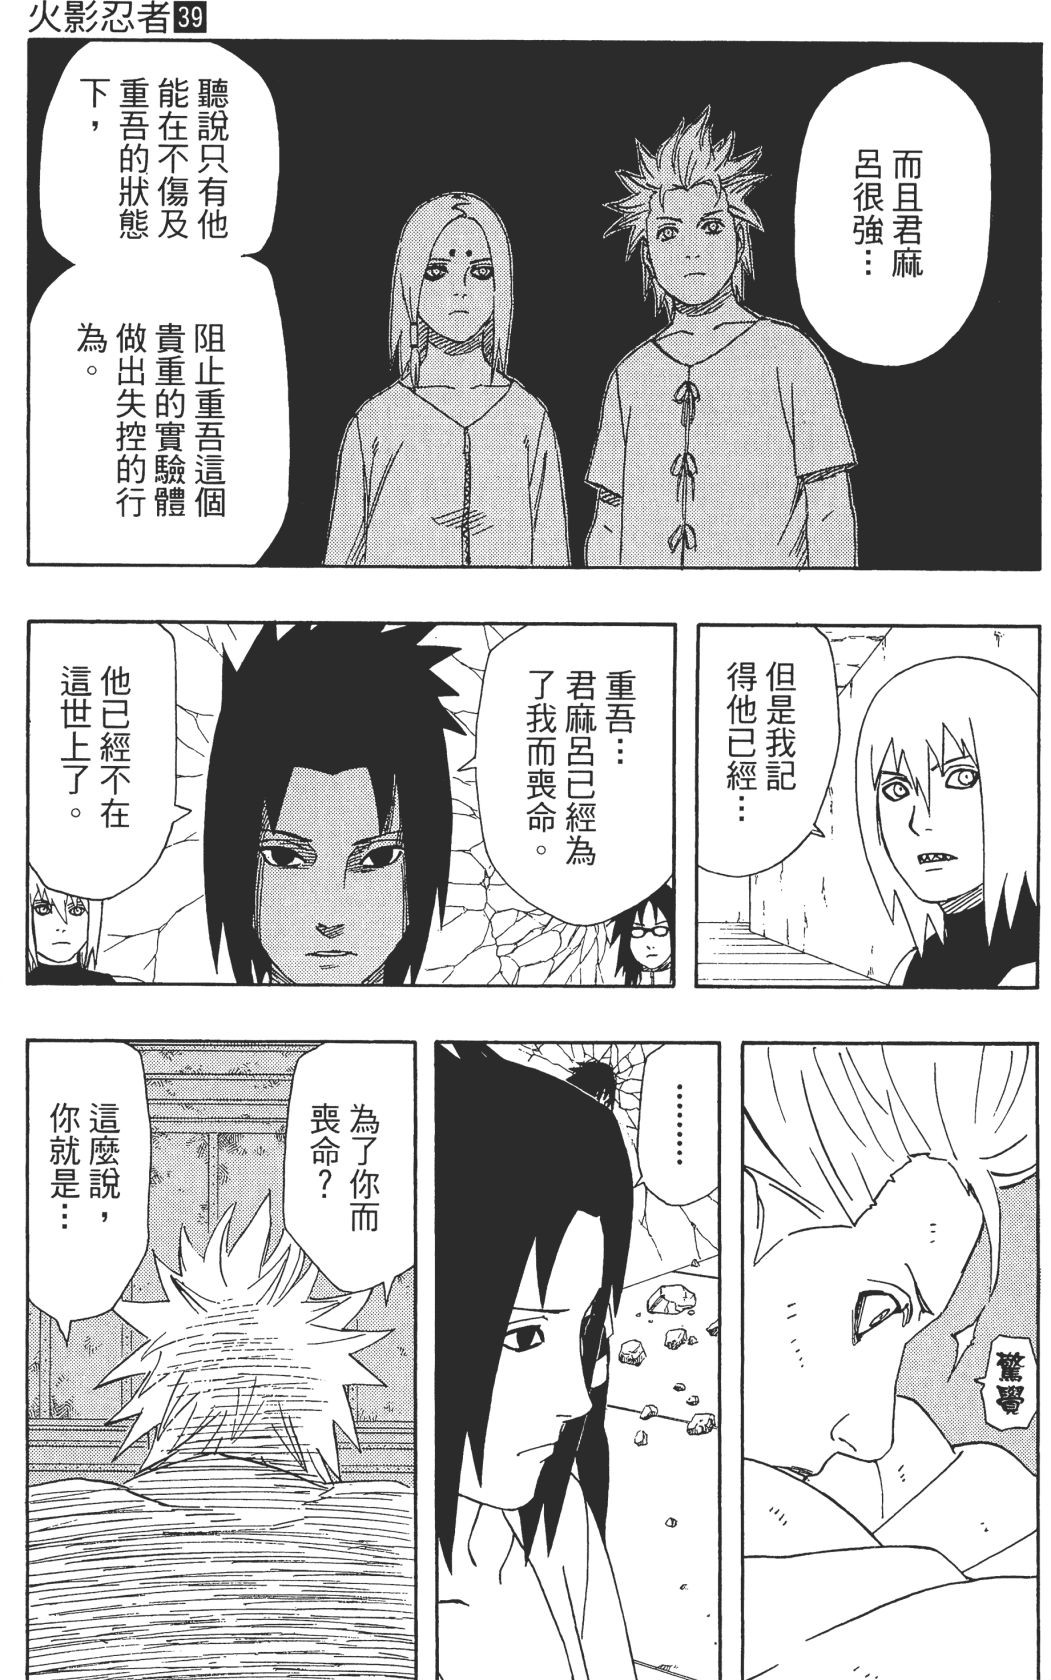 火影忍者39
而且君麻
呂很強…
聽說只有他
能在不傷及
重吾的狀態
下，
阻止重吾這個
貴重的實驗體
做出失控的行
為。
但是我記
得他已經…
重吾…
君麻呂已經為
了我而喪命。
他已經不在
這世上了。
驚覺
………
為了你而
喪命？
這麼說，
你就是…